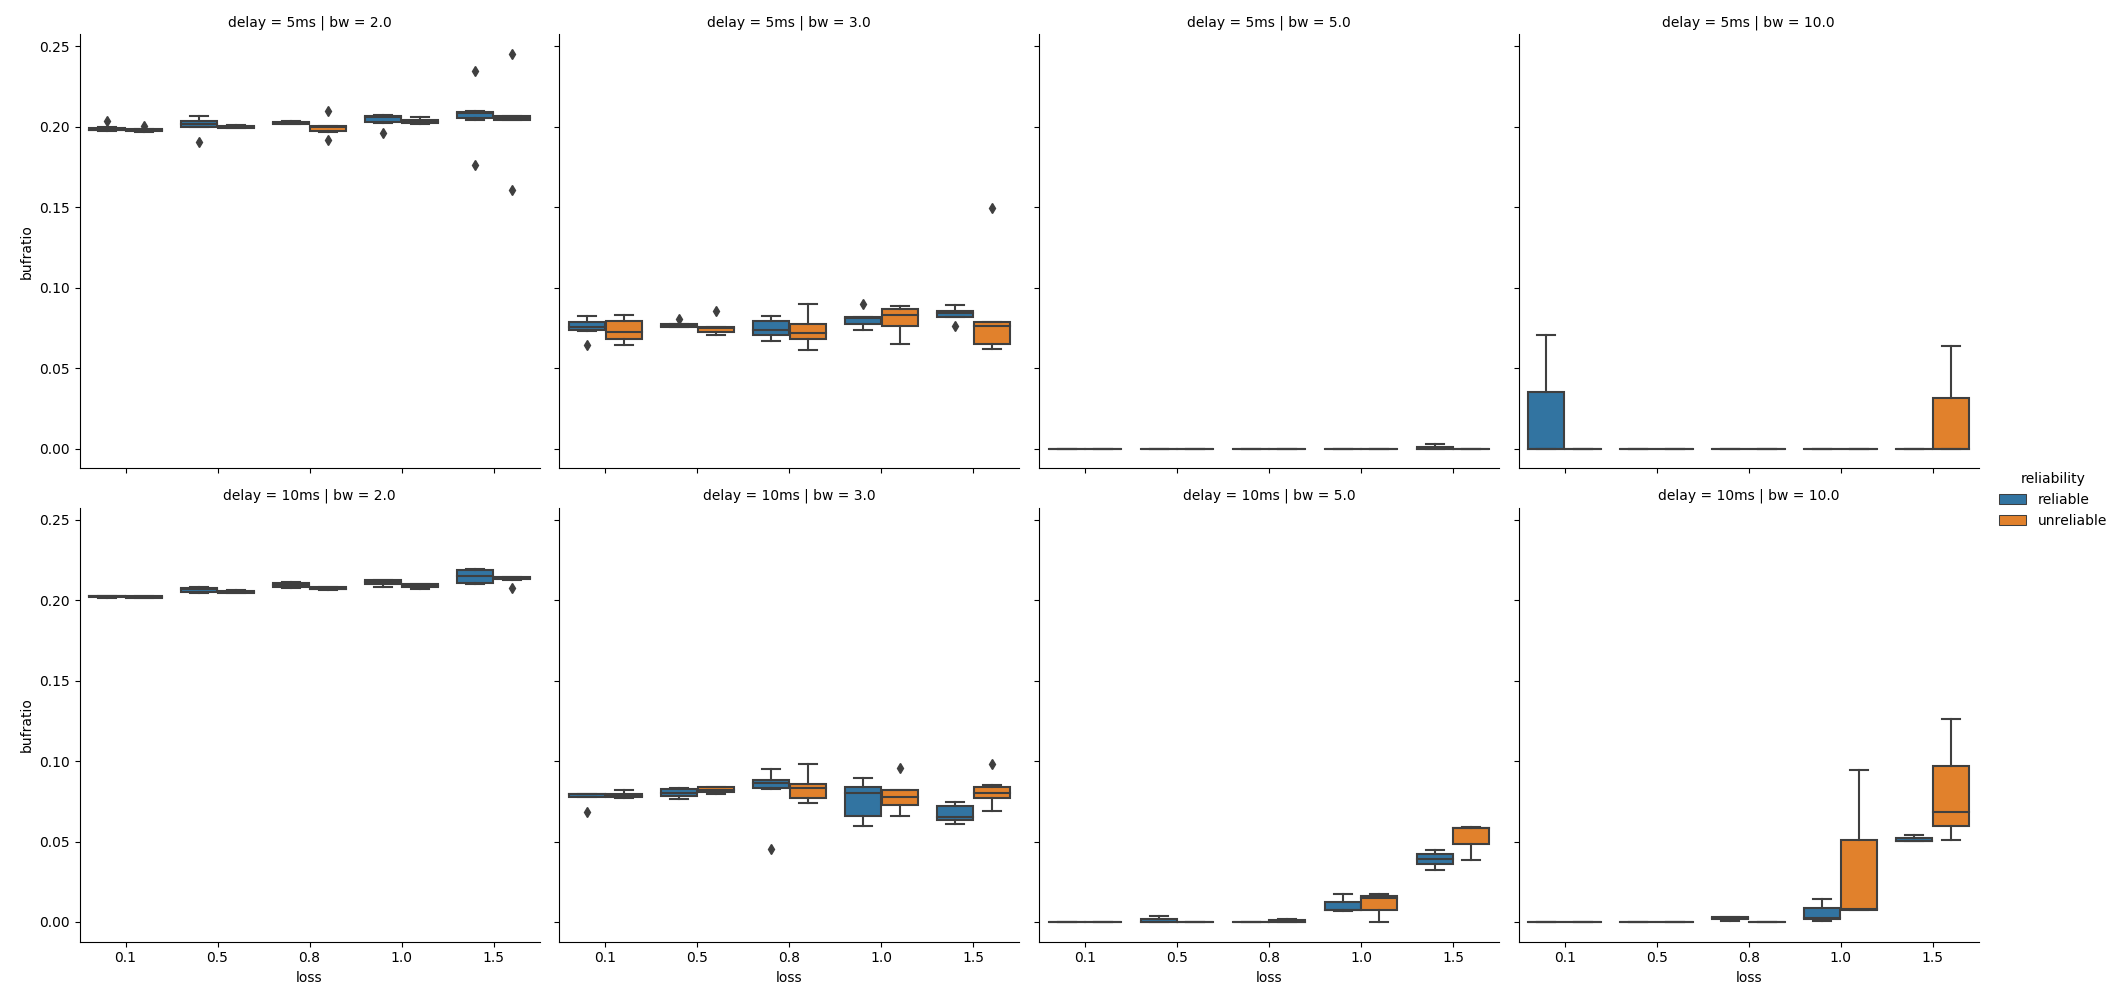 delay = 5ms | bw = 2.0
delay = 5ms | bw = 3.0
delay = 5ms | bw = 5.0
delay = 5ms | bw = 10.0
0.25
0.20
0.15
0.10
0.05
0.00
bufratio
delay = 10ms | bw = 2.0
delay = 10ms | bw = 3.0
delay = 10ms | bw = 5.0
delay = 10ms | bw = 10.0
0.25
0.20
0.15
0.10
0.05
0.00
bufratio
0.1 0.5 0.8 1.0 1.5
loss
0.1 0.5 0.8 1.0 1.5
loss
0.1 0.5 0.8 1.0 1.5
loss
0.1 0.5 0.8 1.0 1.5
loss
reliability
reliable
unreliable